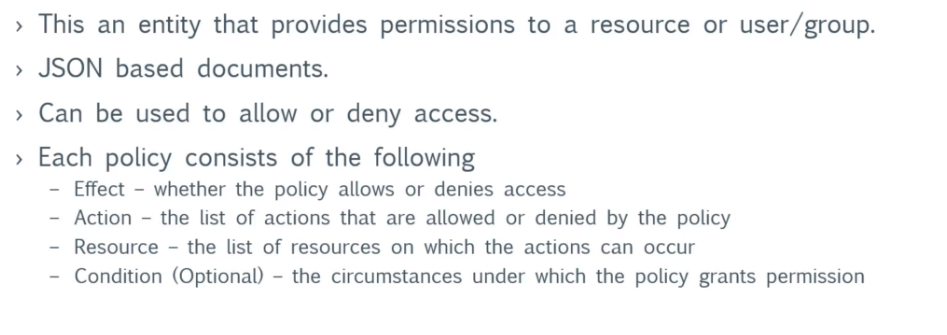 › This an entity that provides permissions to a resource or user/group.
› JSON based documents.
› Can be used to allow or deny access.
› Each policy consists of the following
– Effect – whether the policy allows or denies access
– Action – the list of actions that are allowed or denied by the policy
– Resource – the list of resources on which the actions can occur
– Condition (Optional) – the circumstances under which the policy grants permission